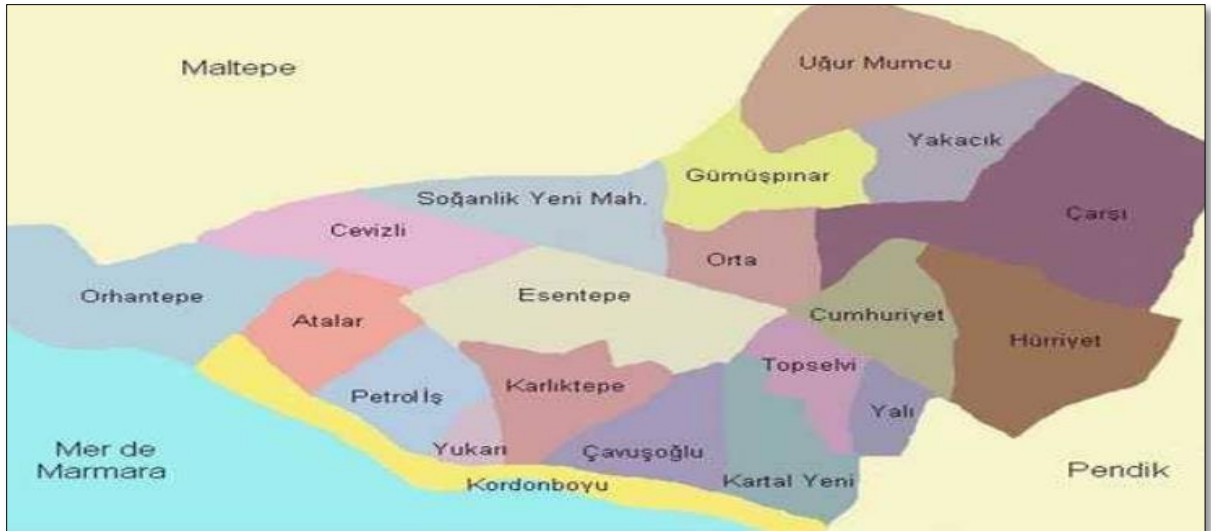 Uğur Mumcu
Maltepe
Yakacık
Gümüşpınar
Soğanlik Yeni Mah.
Çarşı
Cevizli
Orta
Orhantepe
Esentepe
Atalar
Cumhuriyet
Hürriyet
Topselvi
Karlıktepe
Petrol İş
Yalı
Yukarı
Çavuşoğlu
Mer de
Marmara
Pendik
Kartal Yeni
Kordonboyu